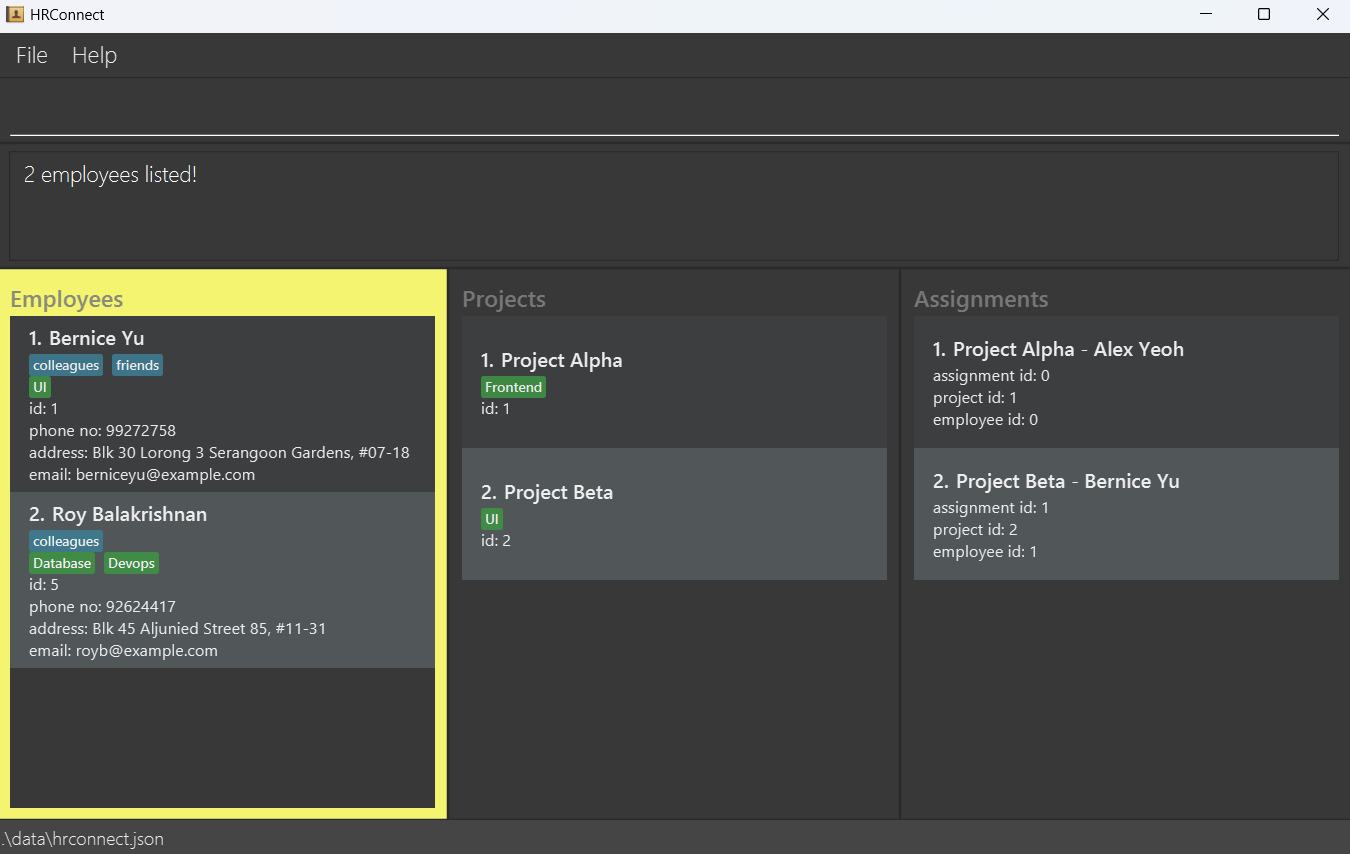 HRConnect
File Help
2 employees listed!
Employees
1. Bernice Yu
colleagues friends
UI
id: 1
phone no: 99272758
address: Blk 30 Lorong 3 Serangoon Gardens, #07-18
email: berniceyu@example.com
2. Roy Balakrishnan
colleagues
Database Devops
id: 5
phone no: 92624417
address: Blk 45 Aljunied Street 85, #11-31
email: royb@example.com
Projects
1. Project Alpha
Frontend
id: 1
2. Project Beta
UI
id: 2
Assignments
1. Project Alpha - Alex Yeoh
assignment id: 0
project id: 1
employee id: 0
2. Project Beta - Bernice Yu
assignment id: 1
project id: 2
employee id: 1
.\data\hrconnect.json